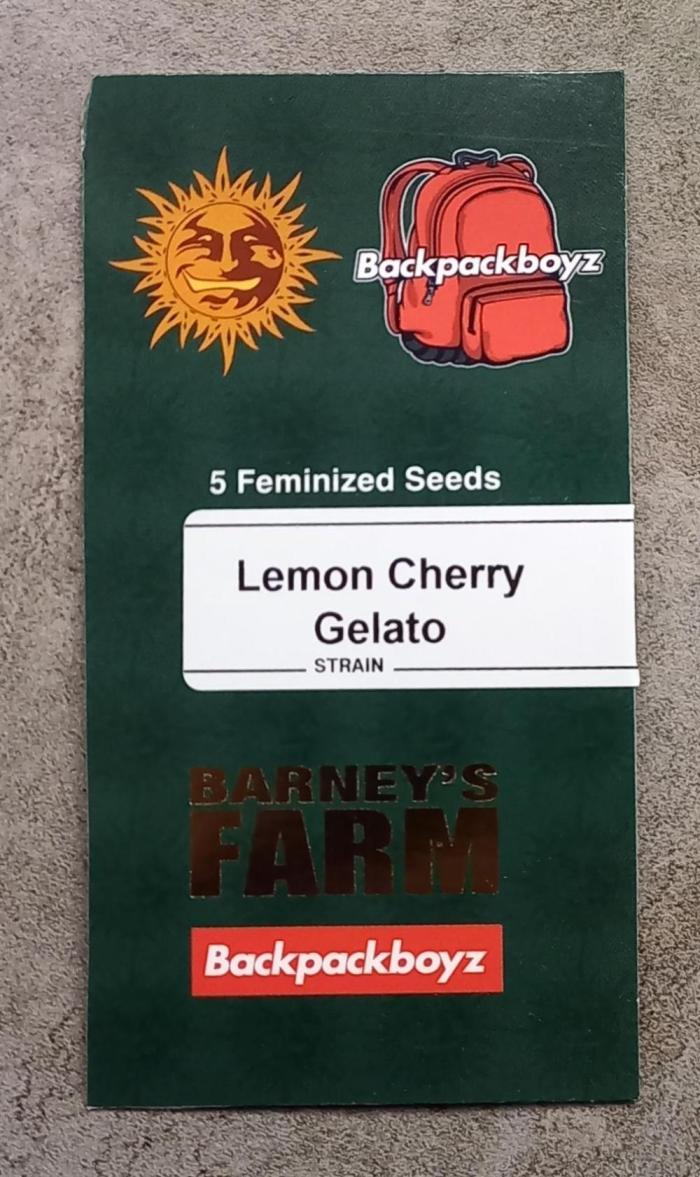 Backpackboyz
5 Feminized Seeds
Lemon Cherry
Gelato
STRAIN
BARNEY'S
FARM
Backpackboyz